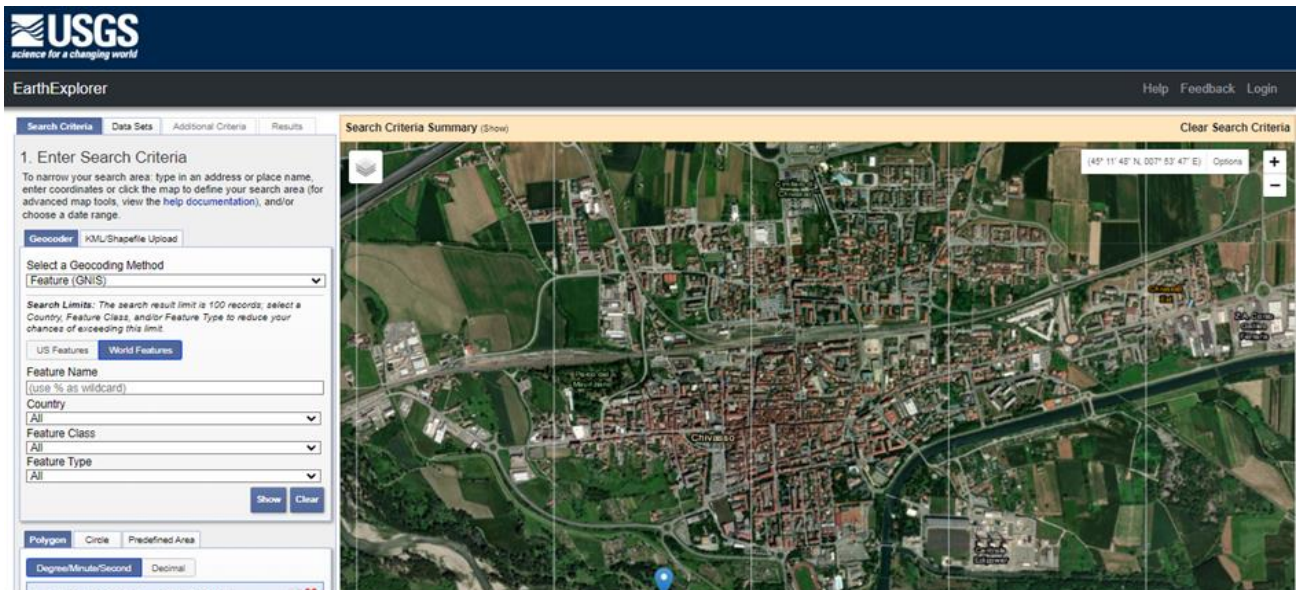 USGS
science for a changing world
EarthExplorer
Help Feedback Login
Search Criteria Data Sets Additional Criteria Results
Search Criteria Summary (Show)
Clear Search Criteria
1. Enter Search Criteria
To narrow your search area: type in an address or place name,
enter coordinates or click the map to define your search area (for
advanced map tools, view the help documentation), and/or
choose a date range.
Geocoder KML/Shapefile Upload
Select a Geocoding Method
Feature (GNIS)
Search Limits: The search result limit is 100 records; select a
Country, Feature Class, and/or Feature Type to reduce your
chances of exceeding this limit.
US Features World Features
Feature Name
(use % as wildcard)
Country
All
Feature Class
All
Feature Type
All
Show Clear
Polygon Circle Predefined Area
Degree/Minute/Second Decimal
(45° 11' 48" N, 007° 53' 47" E) Options
+
-
Chivasso